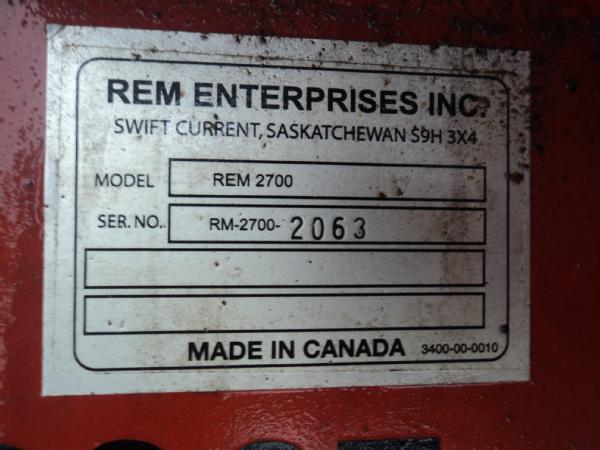 REM ENTERPRISES INC.
SWIFT CURRENT, SASKATCHEWAN S9H 3X4
MODEL REM 2700
SER. NO. RM-2700- 2063
MADE IN CANADA 3400-00-0010